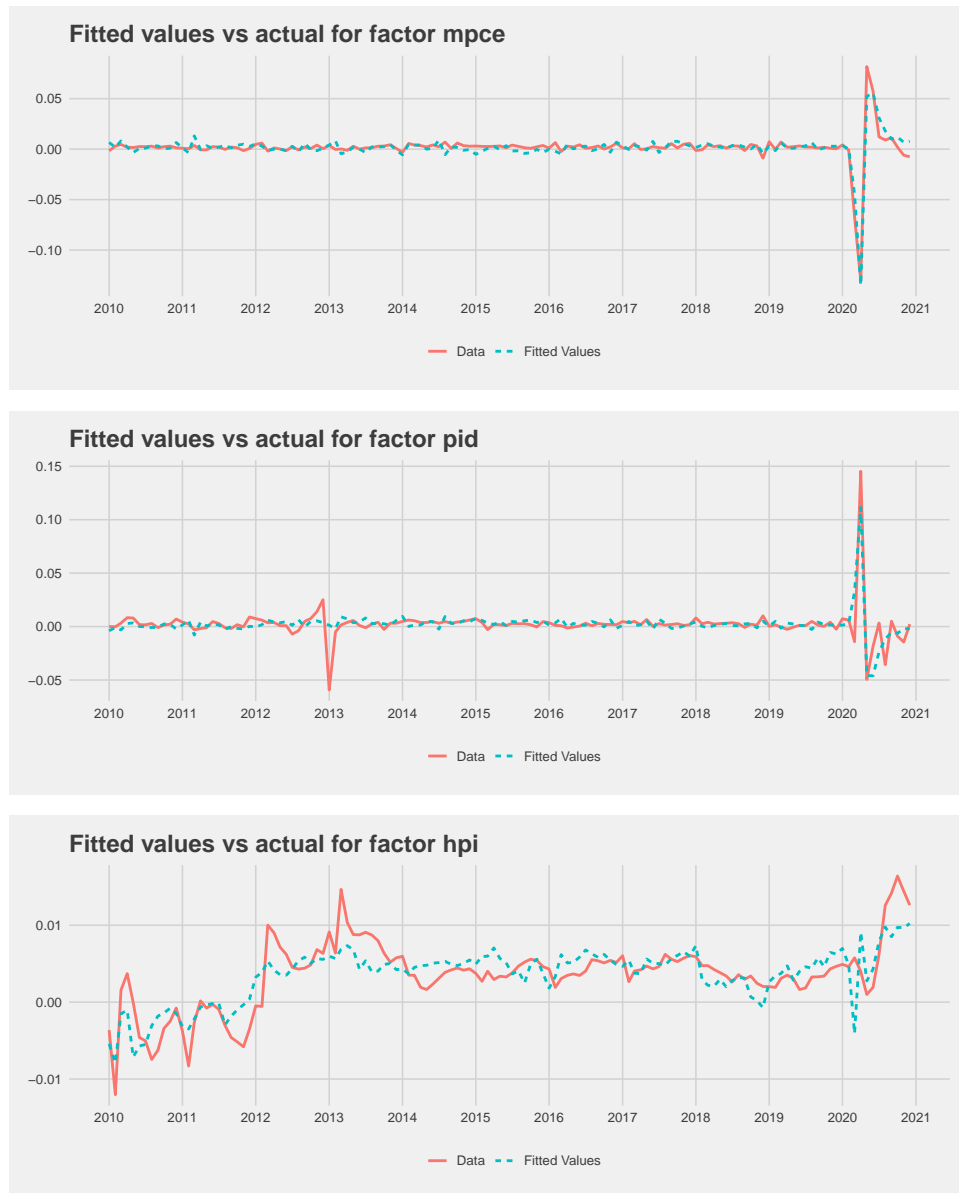 Fitted values vs actual for factor mpce
0.05
0.00
−0.05
−0.10
2010 2011 2012 2013 2014 2015 2016 2017 2018 2019 2020 2021
Data Fitted Values
Fitted values vs actual for factor pid
0.15
0.10
0.05
0.00
−0.05
2010 2011 2012 2013 2014 2015 2016 2017 2018 2019 2020 2021
Data Fitted Values
Fitted values vs actual for factor hpi
0.01
0.00
−0.01
2010 2011 2012 2013 2014 2015 2016 2017 2018 2019 2020 2021
Data Fitted Values